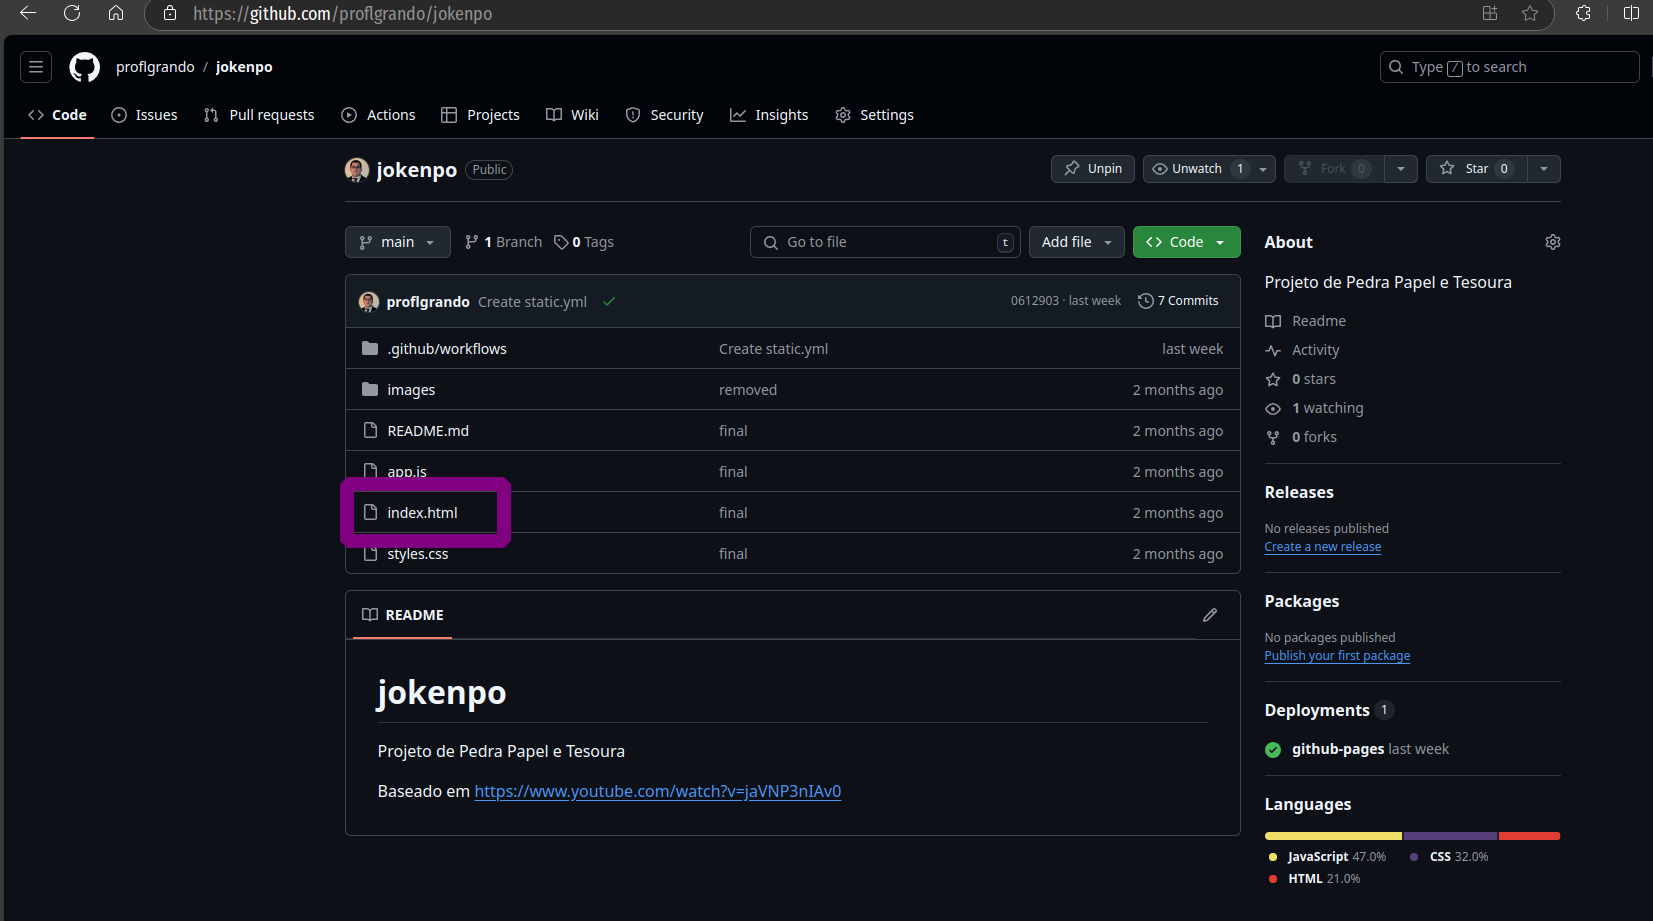 https://github.com/proflgrando/jokenpo
proflgrando / jokenpo
Type / to search
Code
Issues
Pull requests
Actions
Projects
Wiki
Security
Insights
Settings
jokenpo Public
Unpin
Unwatch 1
Fork 0
Star 0
main
1 Branch
0 Tags
Go to file t
Add file
Code
proflgrando Create static.yml 0612903 · last week 7 Commits
.github/workflows Create static.yml last week
images removed 2 months ago
README.md final 2 months ago
app.js final 2 months ago
index.html final 2 months ago
styles.css final 2 months ago
README
jokenpo
Projeto de Pedra Papel e Tesoura
Baseado em https://www.youtube.com/watch?v=jaVNP3nIAv0
About
Projeto de Pedra Papel e Tesoura
Readme
Activity
0 stars
1 watching
0 forks
Releases
No releases published
Create a new release
Packages
No packages published
Publish your first package
Deployments 1
github-pages last week
Languages
JavaScript 47.0% CSS 32.0%
HTML 21.0%